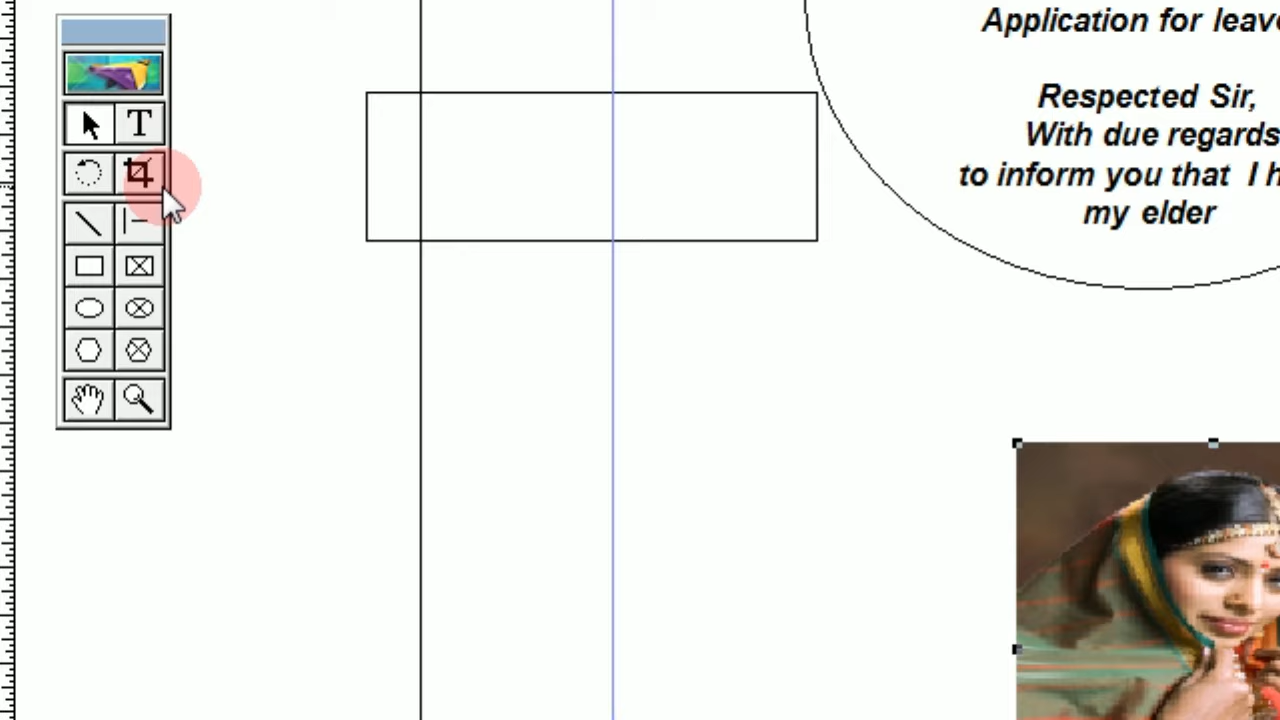 T
Application for leave
Respected Sir,
With due regards
to inform you that I h
my elder